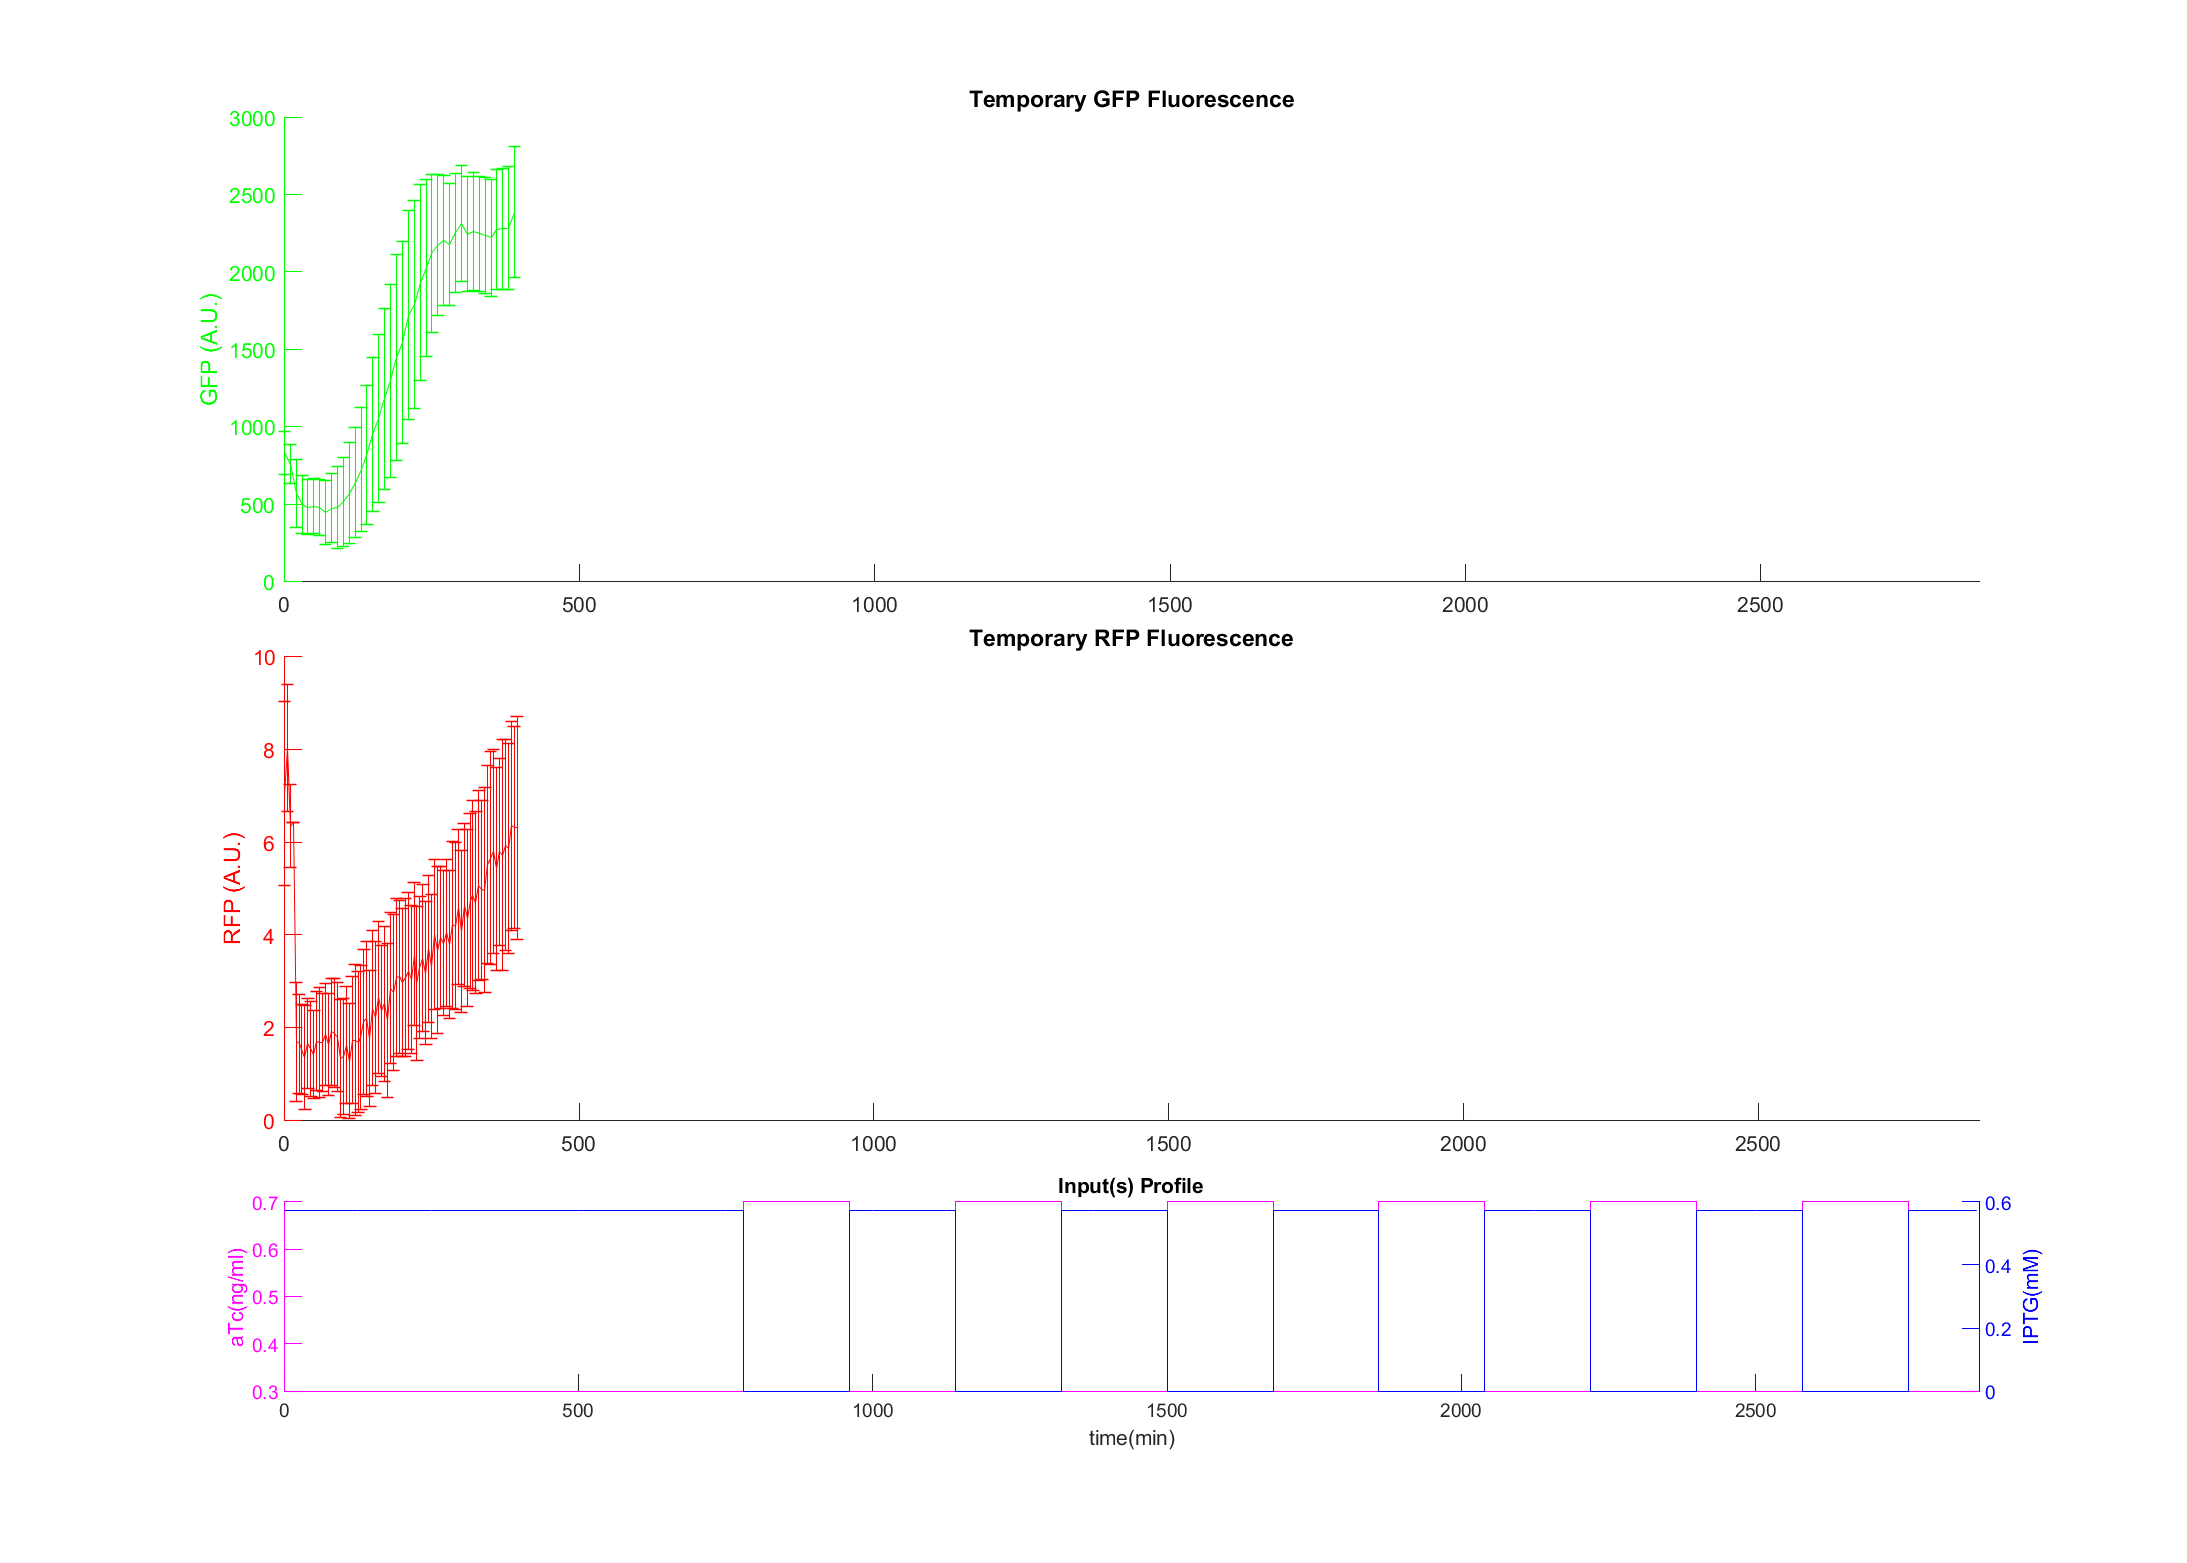 Temporary GFP Fluorescence
3000
2500
2000
1500
1000
500
0
GFP (A.U.)
0 500 1000 1500 2000 2500
Temporary RFP Fluorescence
10
8
6
4
2
0
RFP (A.U.)
0 500 1000 1500 2000 2500
Input(s) Profile
0.7
0.6
0.5
0.4
0.3
aTc(ng/ml)
0.6
0.4
0.2
0
IPTG(mM)
0 500 1000 1500 2000 2500
time(min)